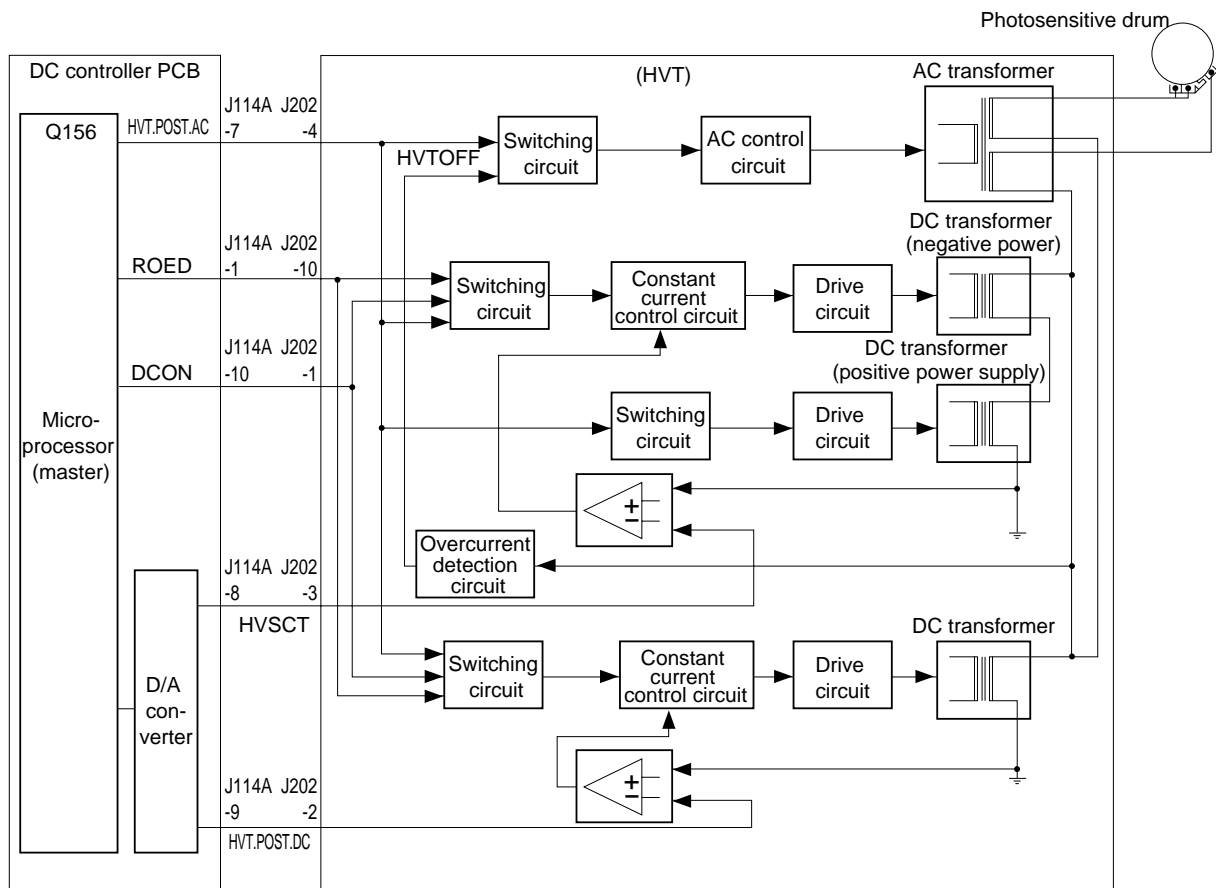 Photosensitive drum
DC controller PCB
(HVT)
AC transformer
Q156
HVT.POST.AC
J114A J202
-7 -4
HVTOFF
Switching
circuit
AC control
circuit
DC transformer
(negative power)
J114A J202
ROED
-1 -10
Switching
circuit
Constant
current
control circuit
Drive
circuit
DC transformer
(positive power supply)
J114A J202
DCON
-10 -1
Switching
circuit
Drive
circuit
Micro-
processor
(master)
+
−
Overcurrent
detection
circuit
J114A J202
-8 -3
HVSCT
DC transformer
Switching
circuit
Constant
current
control circuit
Drive
circuit
D/A
con-
verter
+
−
J114A J202
-9 -2
HVT.POST.DC